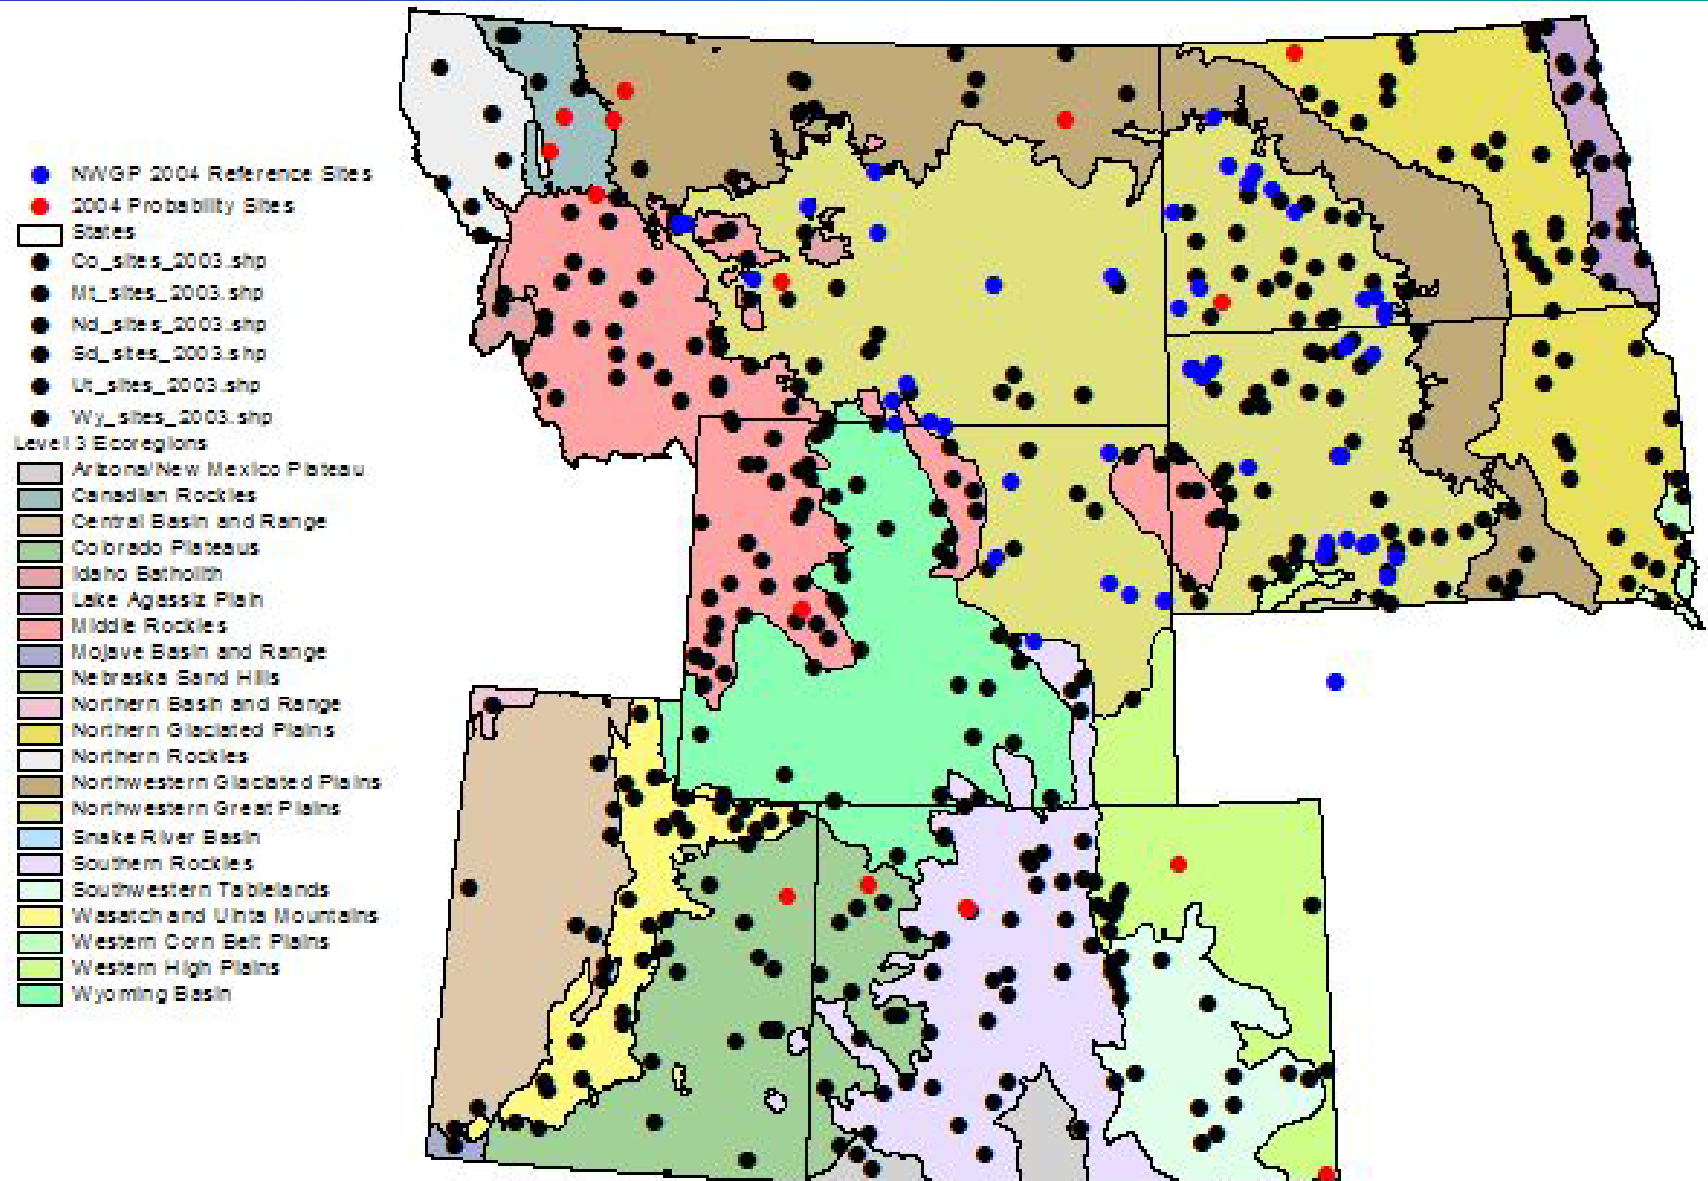 NWGP 2004 Reference Sites
2004 Probability Sites
States
Co_sites_2003.shp
Mt_sites_2003.shp
Nd_sites_2003.shp
Sd_sites_2003.shp
Ut_sites_2003.shp
Wy_sites_2003.shp
Level 3 Ecoregions
Arizona/New Mexico Plateau
Canadian Rockies
Central Basin and Range
Colorado Plateaus
Idaho Batholith
Lake Agassiz Plain
Middle Rockies
Mojave Basin and Range
Nebraska Sand Hills
Northern Basin and Range
Northern Glaciated Plains
Northern Rockies
Northwestern Glaciated Plains
Northwestern Great Plains
Snake River Basin
Southern Rockies
Southwestern Tablelands
Wasatch and Uinta Mountains
Western Corn Belt Plains
Western High Plains
Wyoming Basin